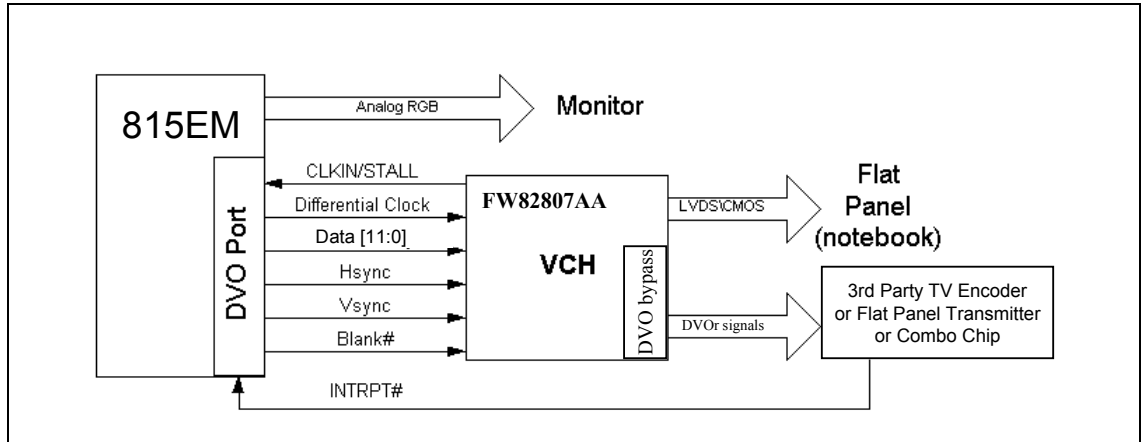 815EM
DVO Port
Analog RGB
Monitor
CLKIN/STALL
Differential Clock
Data [11:0]
Hsync
Vsync
Blank#
INTRPT#
FW82807AA
VCH
DVO bypass
LVDS\CMOS
Flat
Panel
(notebook)
DVOr signals
3rd Party TV Encoder
or Flat Panel Transmitter
or Combo Chip